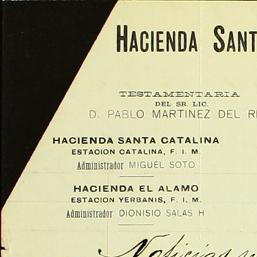 HACIENDA SANT
TESTAMENTARIA
DEL SR. LIC.
D. PABLO MARTINEZ DEL R
HACIENDA SANTA CATALINA
ESTACION CATALINA, F. I. M.
Administrador MIGUEL SOTO
HACIENDA EL ALAMO
ESTACION YERBANIS, F. I. M.
Administrador DIONISIO SALAS H
Noticias